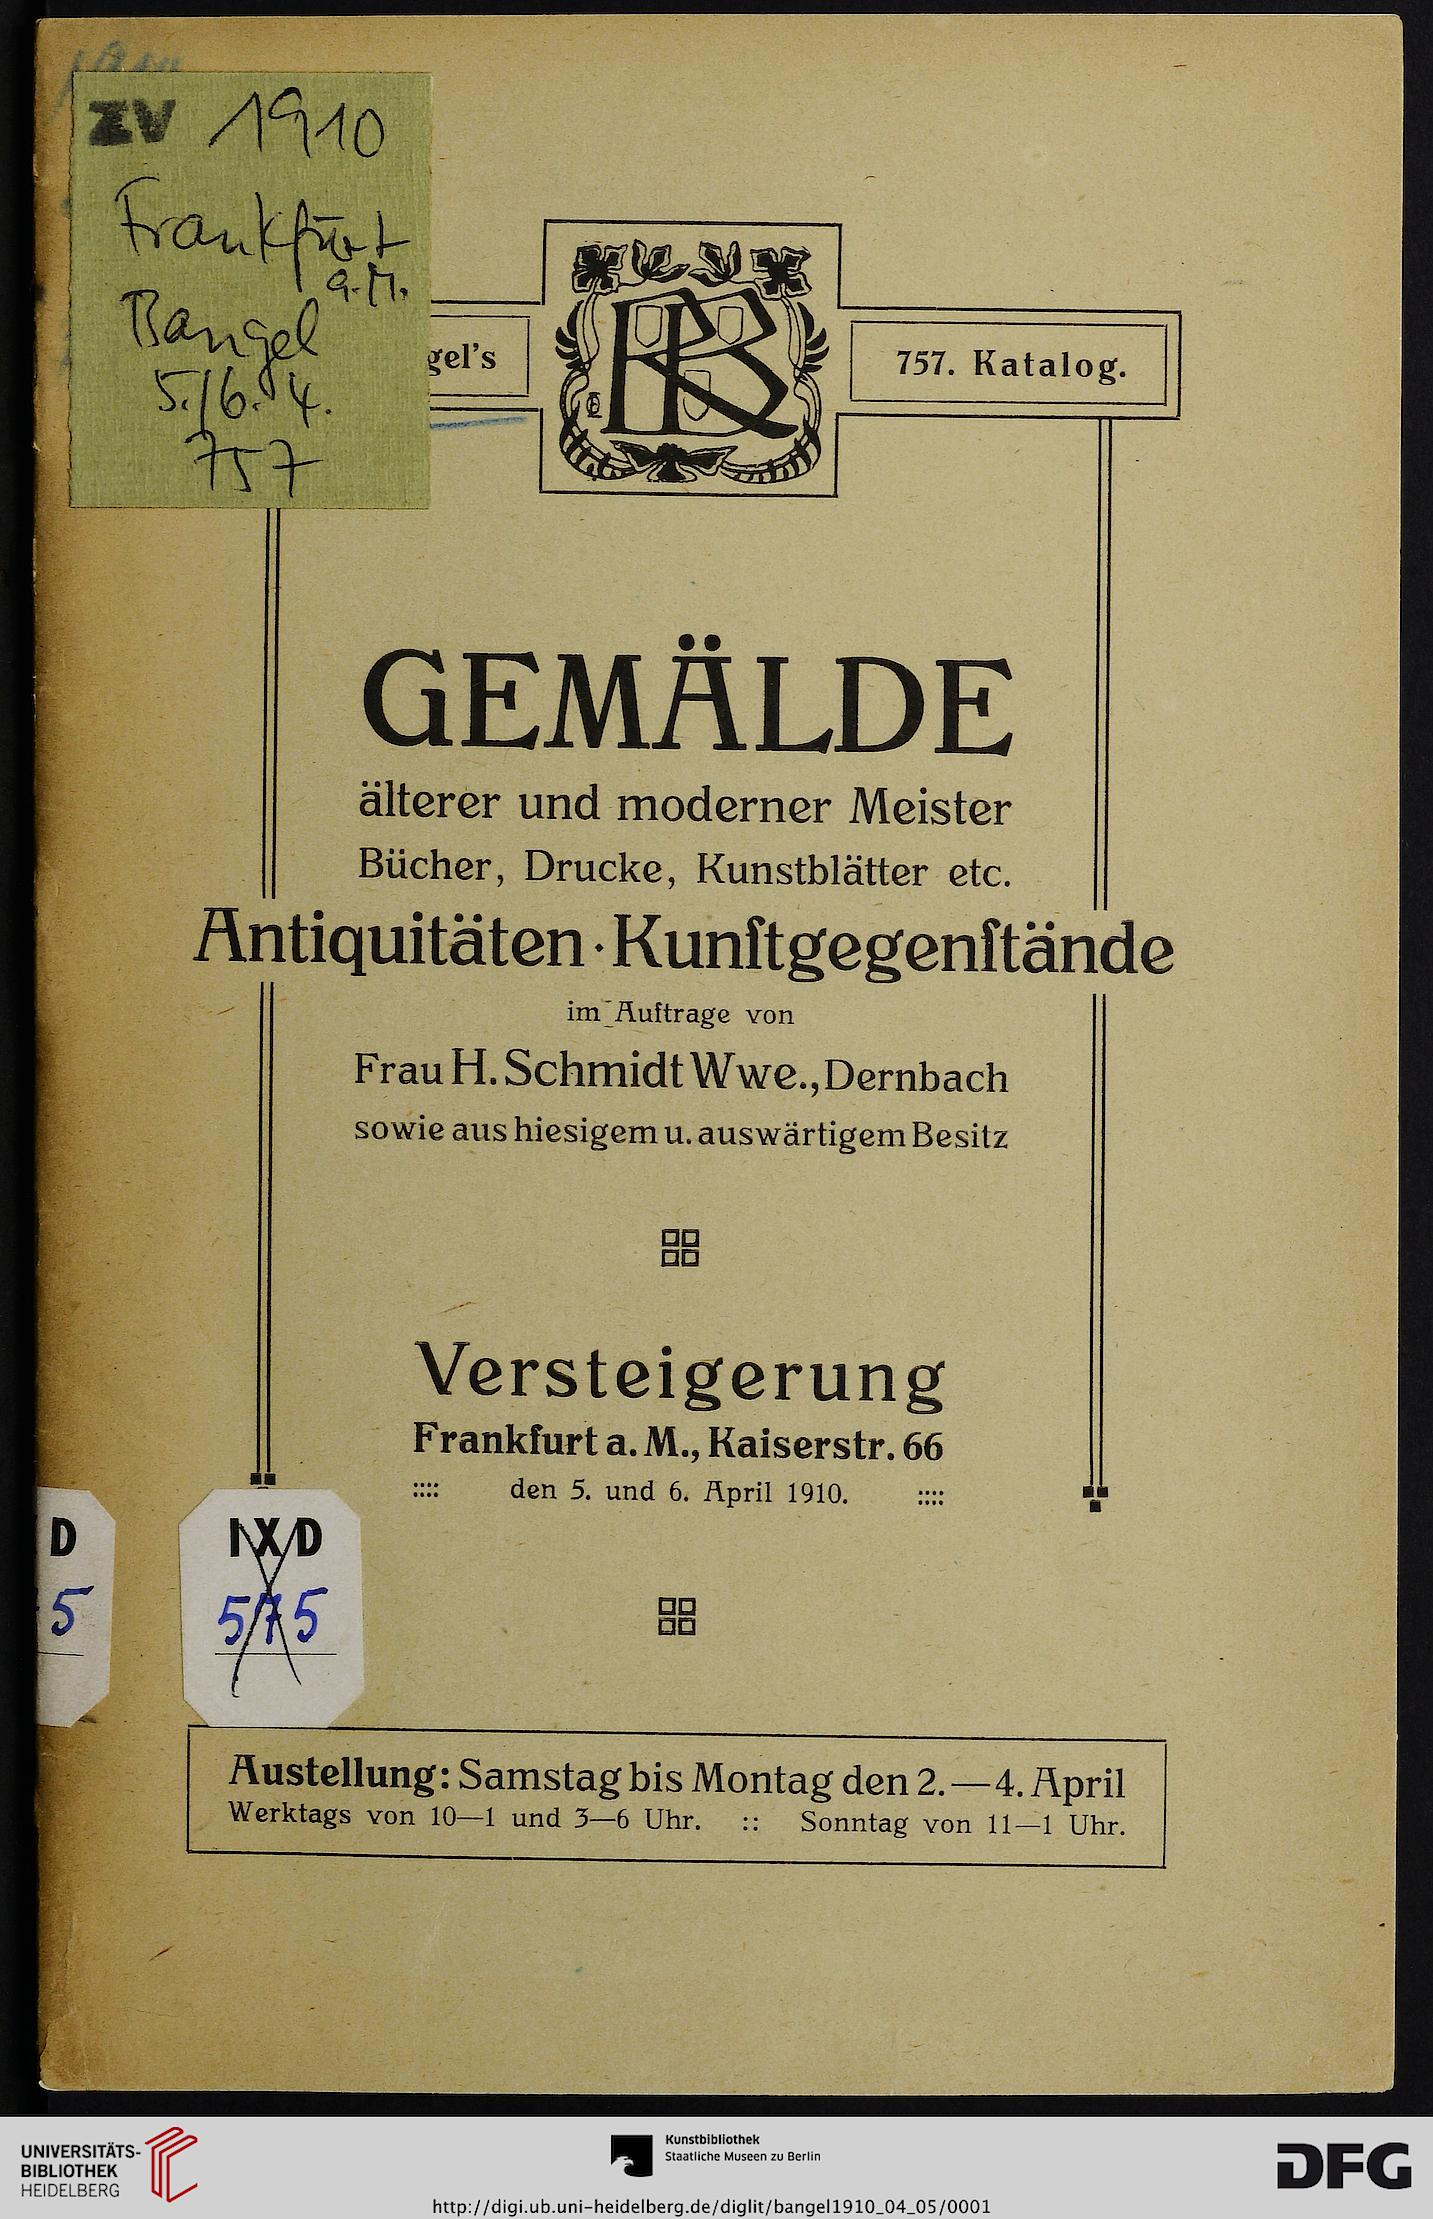 ZV 1910
Frankfurt
a.M.
Bangel
5./6. 4.
757
gel's
757. Katalog.
GEMÄLDE
älterer und moderner Meister
Bücher, Drucke, Kunstblätter etc.
Antiquitäten · Kunſtgegenſtände
im Auftrage von
Frau H. Schmidt Wwe., Dernbach
sowie aus hiesigem u. auswärtigem Besitz
Versteigerung
Frankfurt a. M., Kaiserstr. 66
:::: den 5. und 6. April 1910. ::::
D
5
IXD
575
Austellung: Samstag bis Montag den 2.—4. April
Werktags von 10—1 und 3—6 Uhr. :: Sonntag von 11—1 Uhr.
UNIVERSITÄTS-
BIBLIOTHEK
HEIDELBERG
Kunstbibliothek
Staatliche Museen zu Berlin
DFG
http://digi.ub.uni-heidelberg.de/diglit/bangel1910_04_05/0001